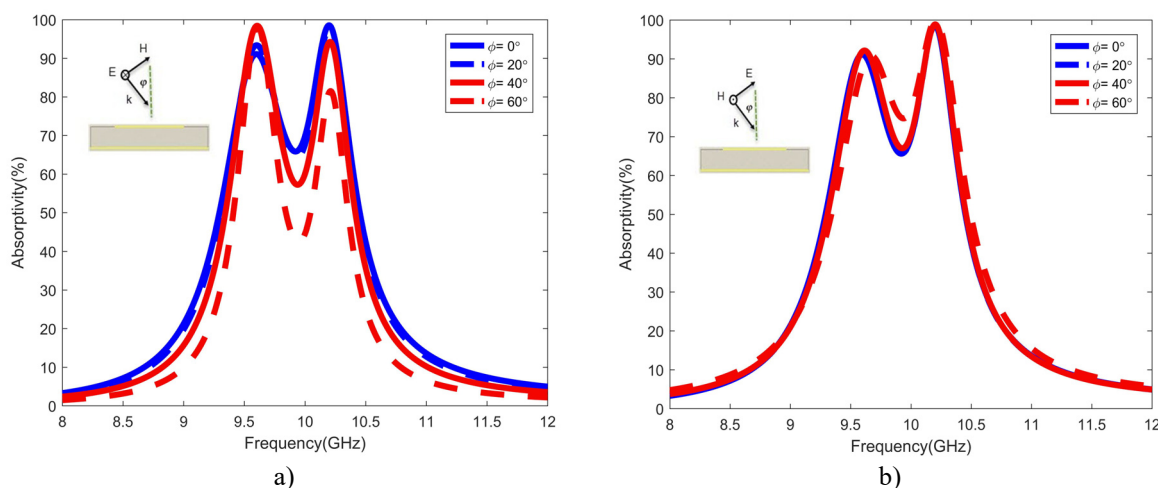 100
90
80
70
60
50
40
30
20
10
0
Absorptivity(%)
H
E
φ
k
ϕ= 0°
ϕ= 20°
ϕ= 40°
ϕ= 60°
8 8.5 9 9.5 10 10.5 11 11.5 12
Frequency(GHz)
a)
100
90
80
70
60
50
40
30
20
10
0
Absorptivity(%)
E
H
φ
k
ϕ= 0°
ϕ= 20°
ϕ= 40°
ϕ= 60°
8 8.5 9 9.5 10 10.5 11 11.5 12
Frequency(GHz)
b)